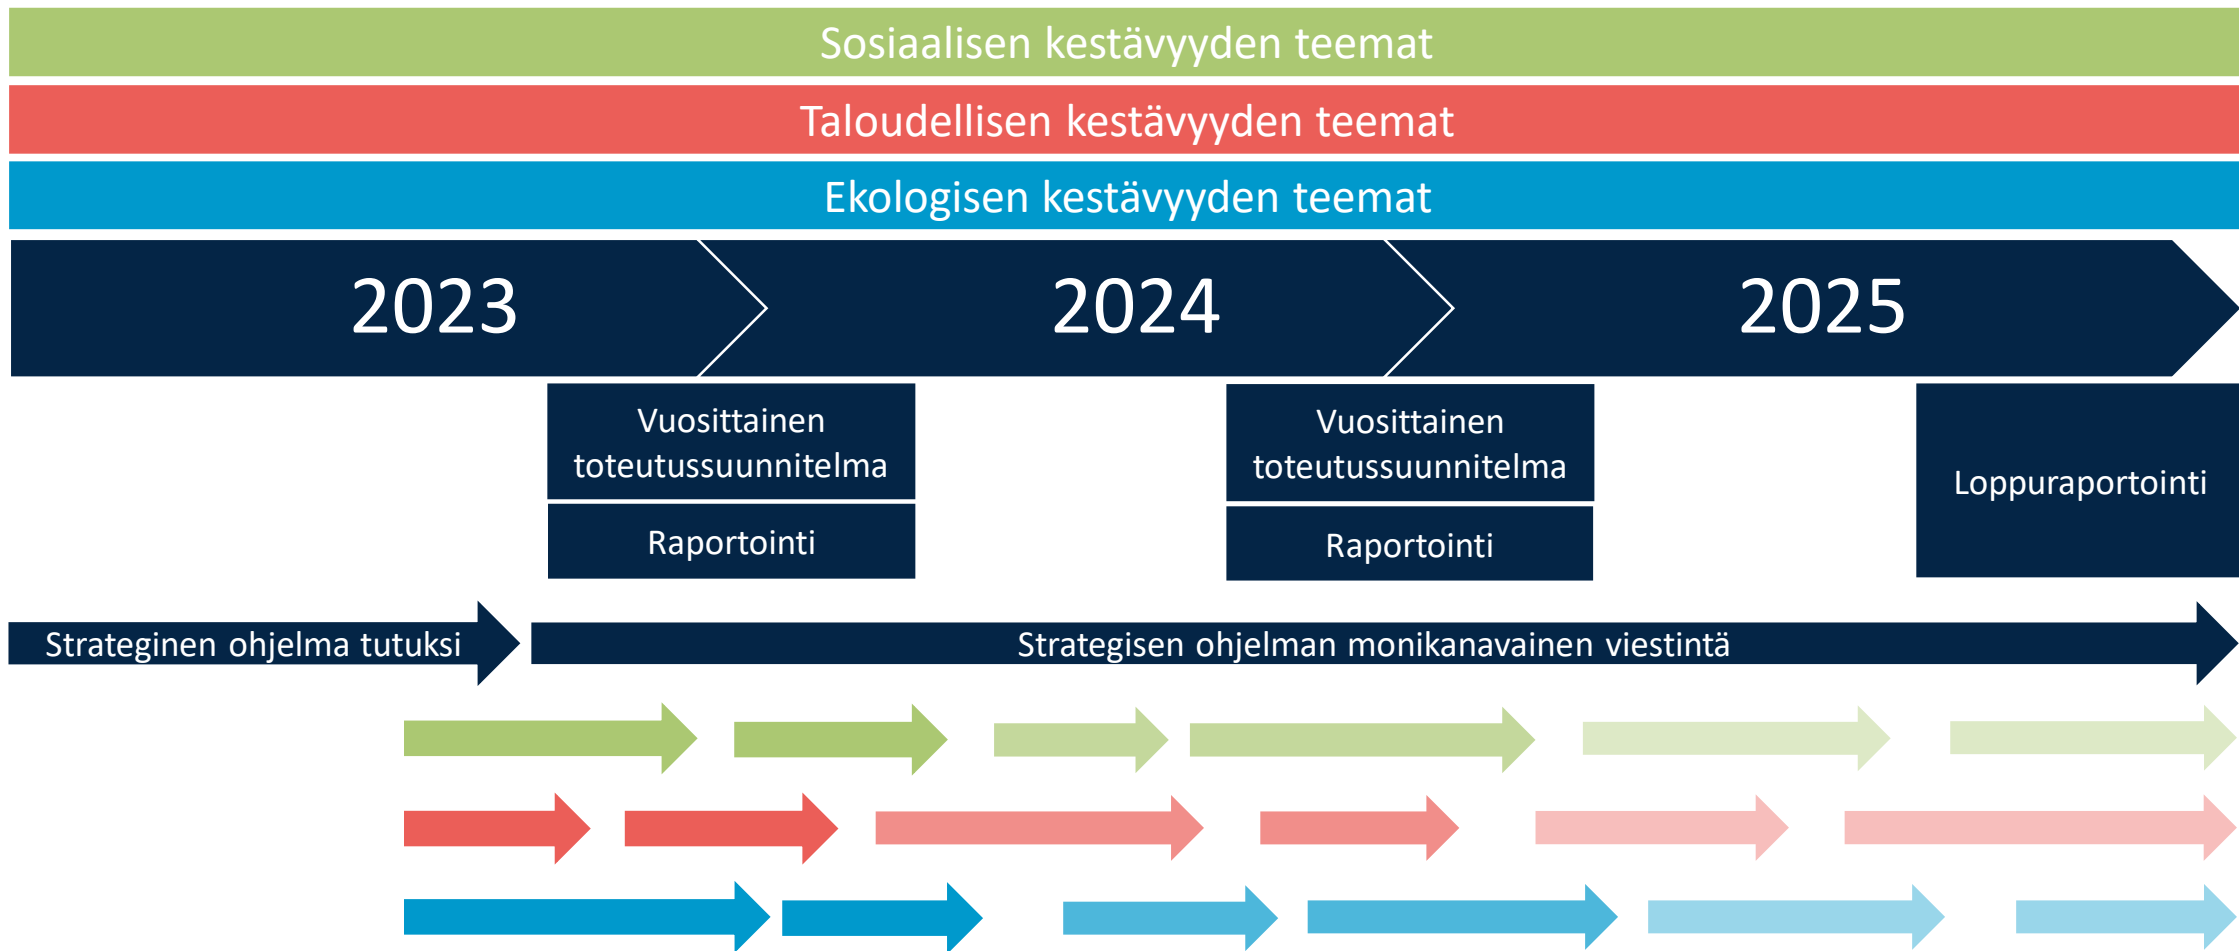 Sosiaalisen kestävyyden teemat
Taloudellisen kestävyyden teemat
Ekologisen kestävyyden teemat
2023
2024
2025
Vuosittainen
toteutussuunnitelma
Raportointi
Vuosittainen
toteutussuunnitelma
Raportointi
Loppuraportointi
Strateginen ohjelma tutuksi
Strategisen ohjelman monikanavainen viestintä